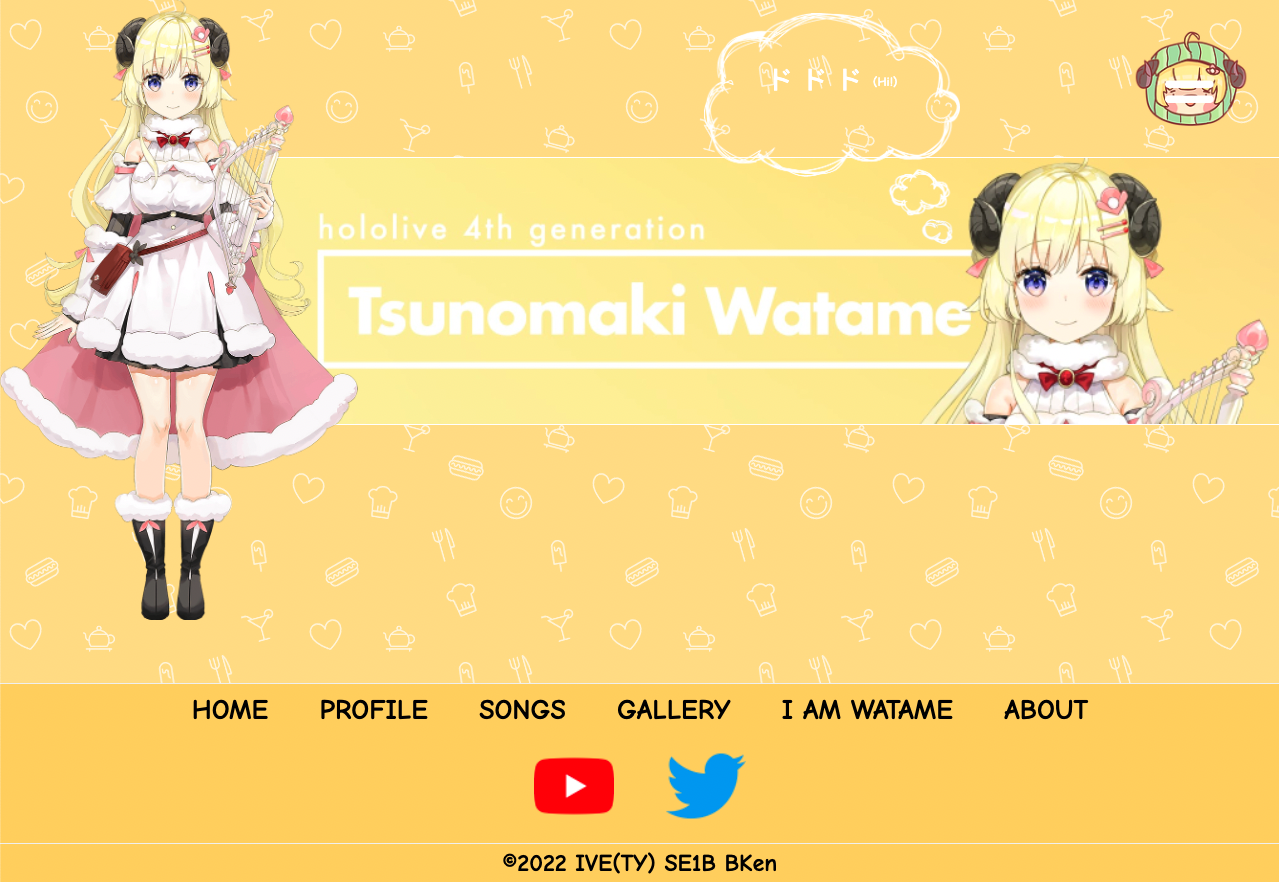 ド ド ド (Hi!)
hololive 4th generation
Tsunomaki Watame
HOME PROFILE SONGS GALLERY I AM WATAME ABOUT
©2022 IVE(TY) SE1B BKen